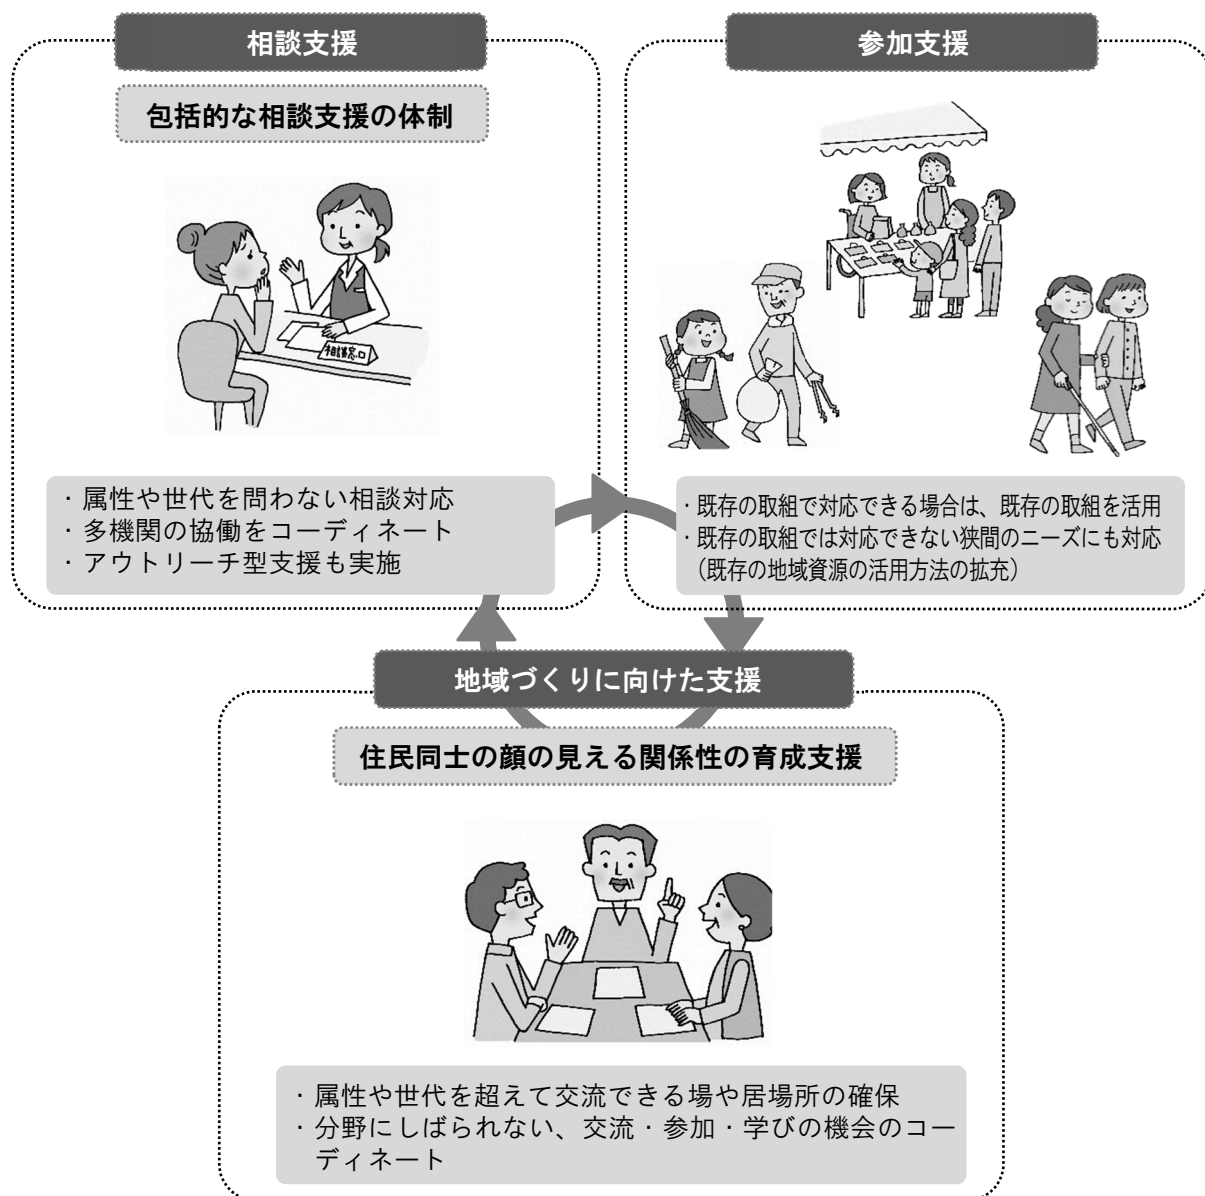 相談支援
包括的な相談支援の体制
相談窓口
・属性や世代を問わない相談対応
・多機関の協働をコーディネート
・アウトリーチ型支援も実施
参加支援
・既存の取組で対応できる場合は、既存の取組を活用
・既存の取組では対応できない狭間のニーズにも対応
（既存の地域資源の活用方法の拡充）
地域づくりに向けた支援
住民同士の顔の見える関係性の育成支援
・属性や世代を超えて交流できる場や居場所の確保
・分野にしばられない、交流・参加・学びの機会のコー
ディネート